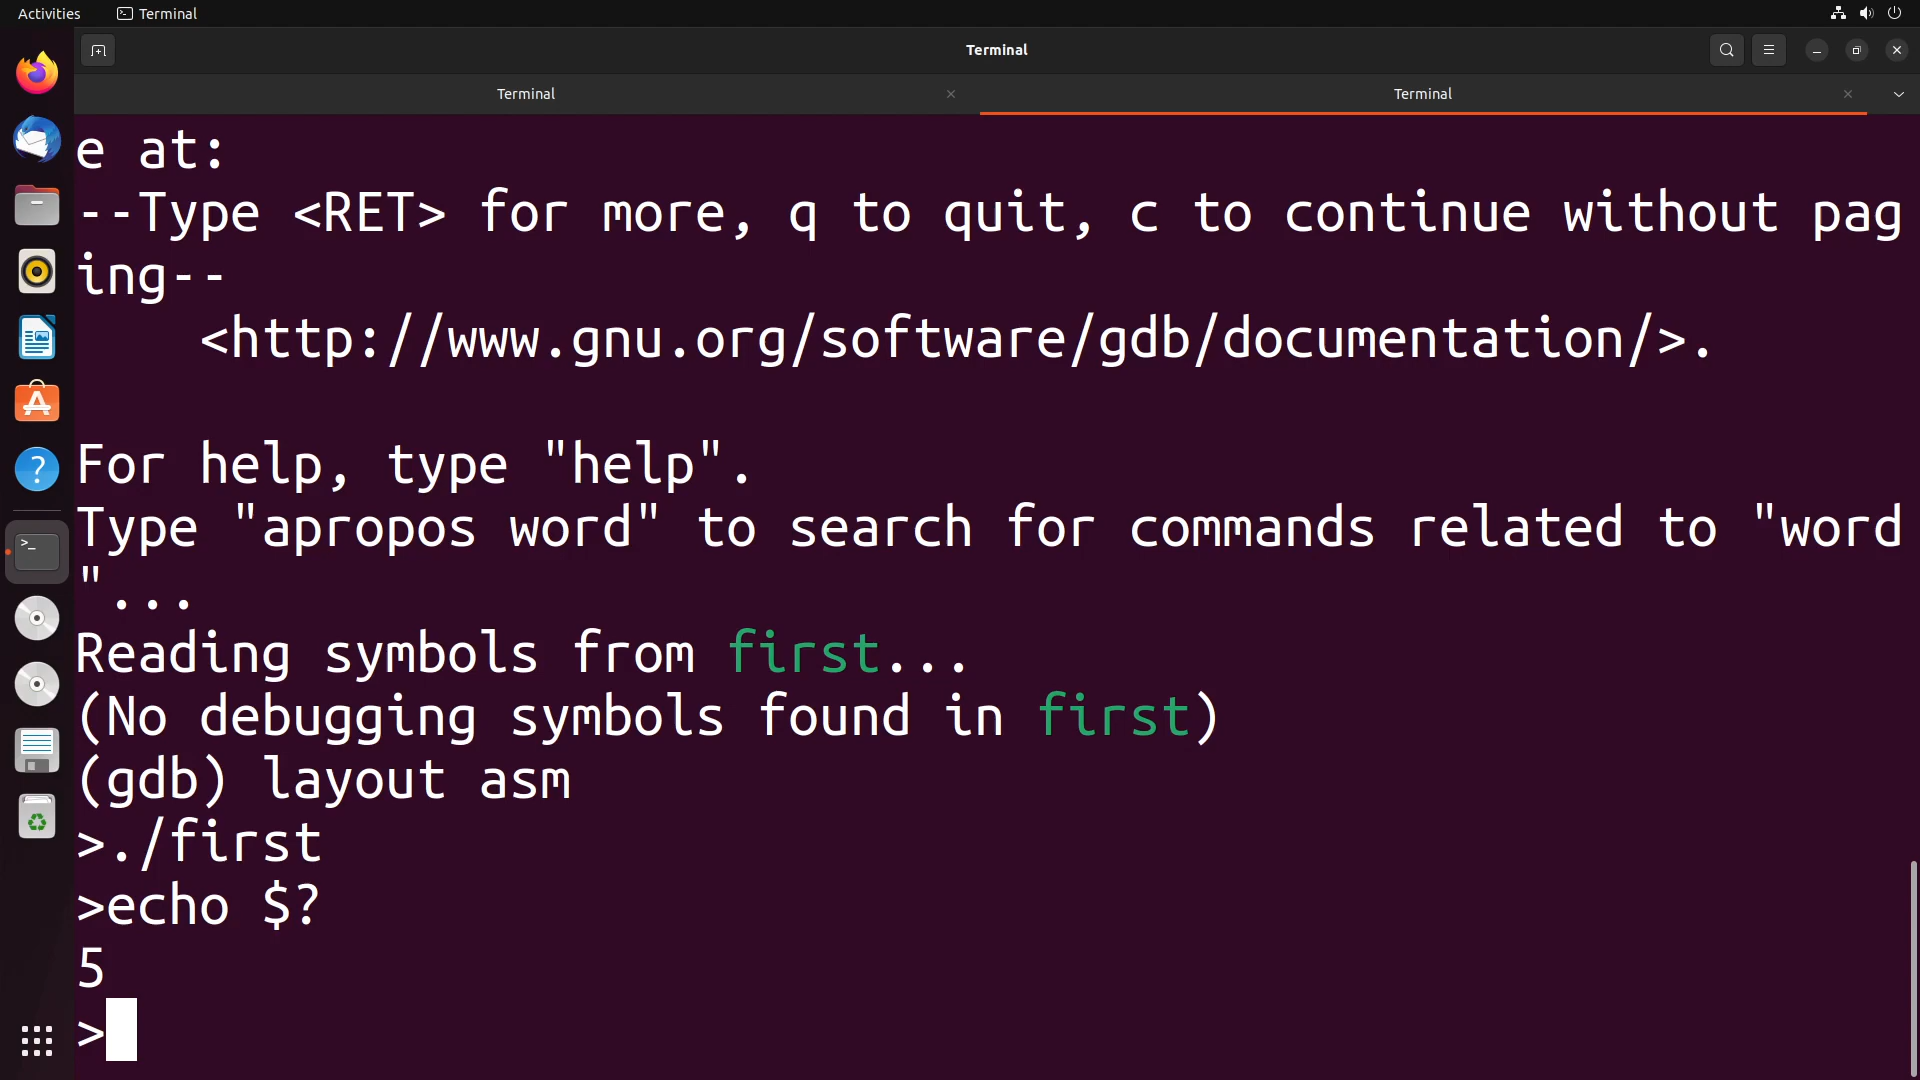 Activities
Terminal
Terminal
Terminal
Terminal
e at:
--Type <RET> for more, q to quit, c to continue without pag
ing--
    <http://www.gnu.org/software/gdb/documentation/>.
For help, type "help".
Type "apropos word" to search for commands related to "word
"...
Reading symbols from first...
(No debugging symbols found in first)
(gdb) layout asm
>./first
>echo $?
5
>